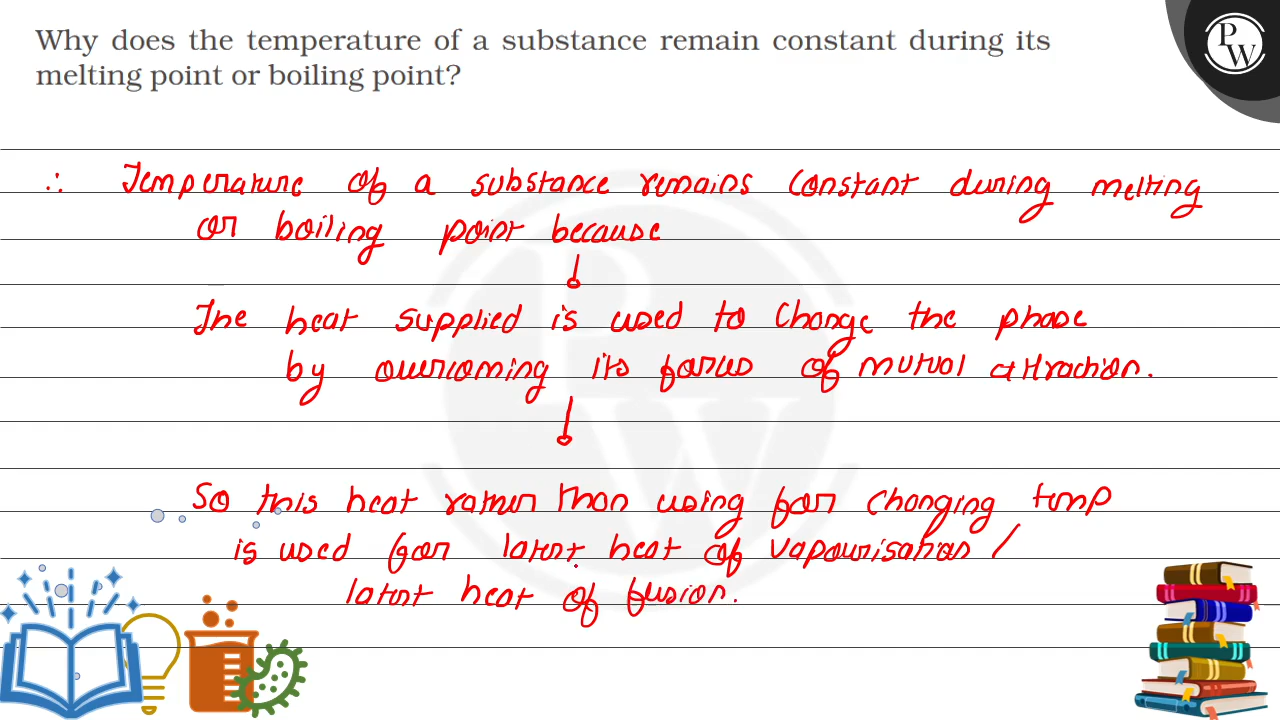 Why does the temperature of a substance remain constant during its
melting point or boiling point?
PW
∴ Temperature of a substance remains constant during melting
or boiling point because
The heat supplied is used to change the phase
by overcoming its forces of mutual attraction.
So this heat rather than using for changing temp
is used for latent heat of vapourisation /
latent heat of fusion.